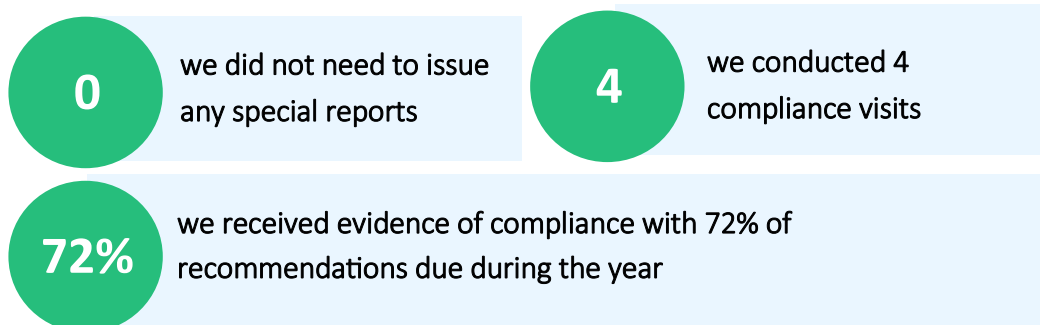 0
we did not need to issue
any special reports
4
we conducted 4
compliance visits
72%
we received evidence of compliance with 72% of
recommendations due during the year